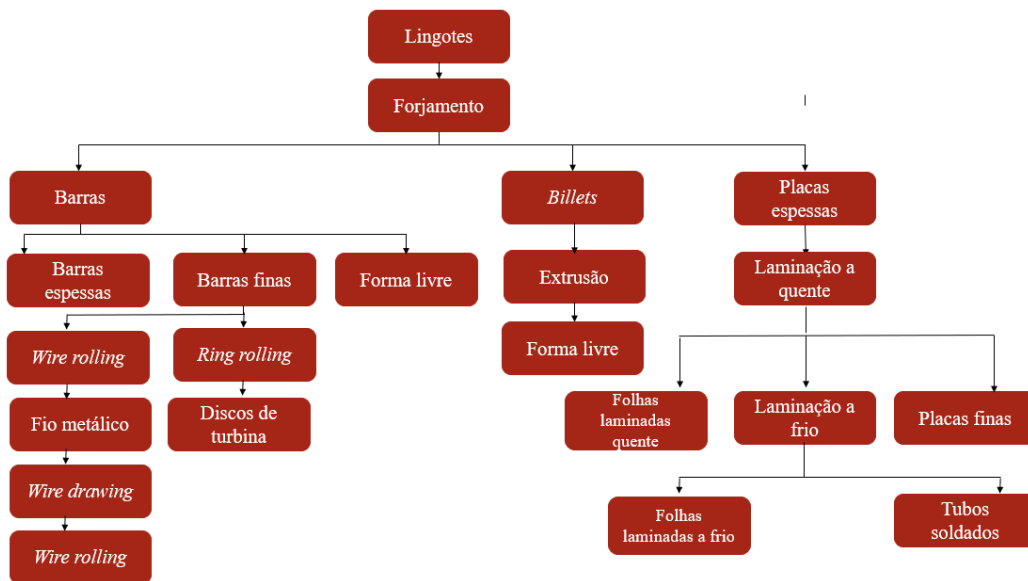 Lingotes
Forjamento
Barras
Billets
Placas
espessas
Barras
espessas
Barras finas
Forma livre
Extrusão
Laminação a
quente
Wire rolling
Ring rolling
Forma livre
Fio metálico
Discos de
turbina
Folhas
laminadas
quente
Laminação a
frio
Placas finas
Wire drawing
Folhas
laminadas a frio
Tubos
soldados
Wire rolling